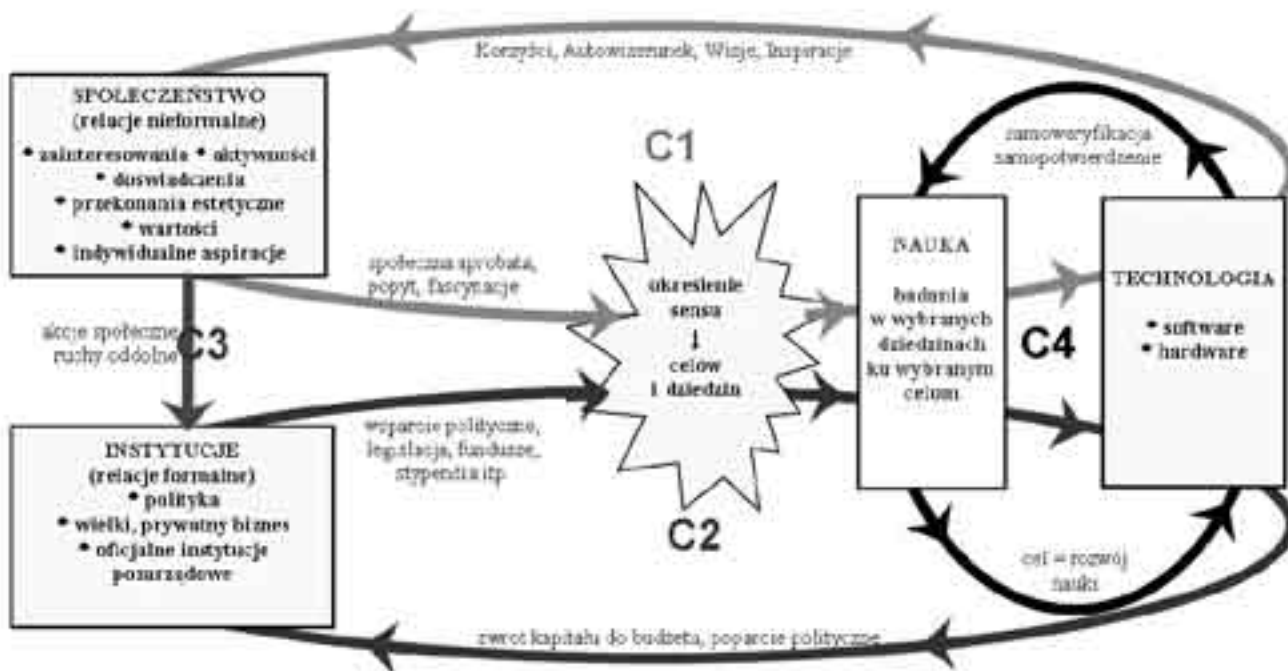 Korzyści, Autowizerunek, Wizje, Inspiracje
SPOŁECZEŃSTWO
(relacje nieformalne)
• zainteresowania • aktywności
• doświadczenia
• przekonania estetyczne
• wartości
• indywidualne aspiracje
C1
samoweryfikacja
samopotwierdzenie
społeczna aprobata,
popyt, fascynacje
określenie
sensu
↓
celów
i dziedzin
NAUKA
badania
w wybranych
dziedzinach
ku wybranym
celom
TECHNOLOGIA
• software
• hardware
akcje społeczne
ruchy oddolne
C3
C4
INSTYTUCJE
(relacje formalne)
• polityka
• wielki, prywatny biznes
• oficjalne instytucje
pozarządowe
wsparcie polityczne,
legislacja, fundusze,
stypendia itp.
C2
cel = rozwój
nauki
zwrot kapitału do budżetu, poparcie polityczne